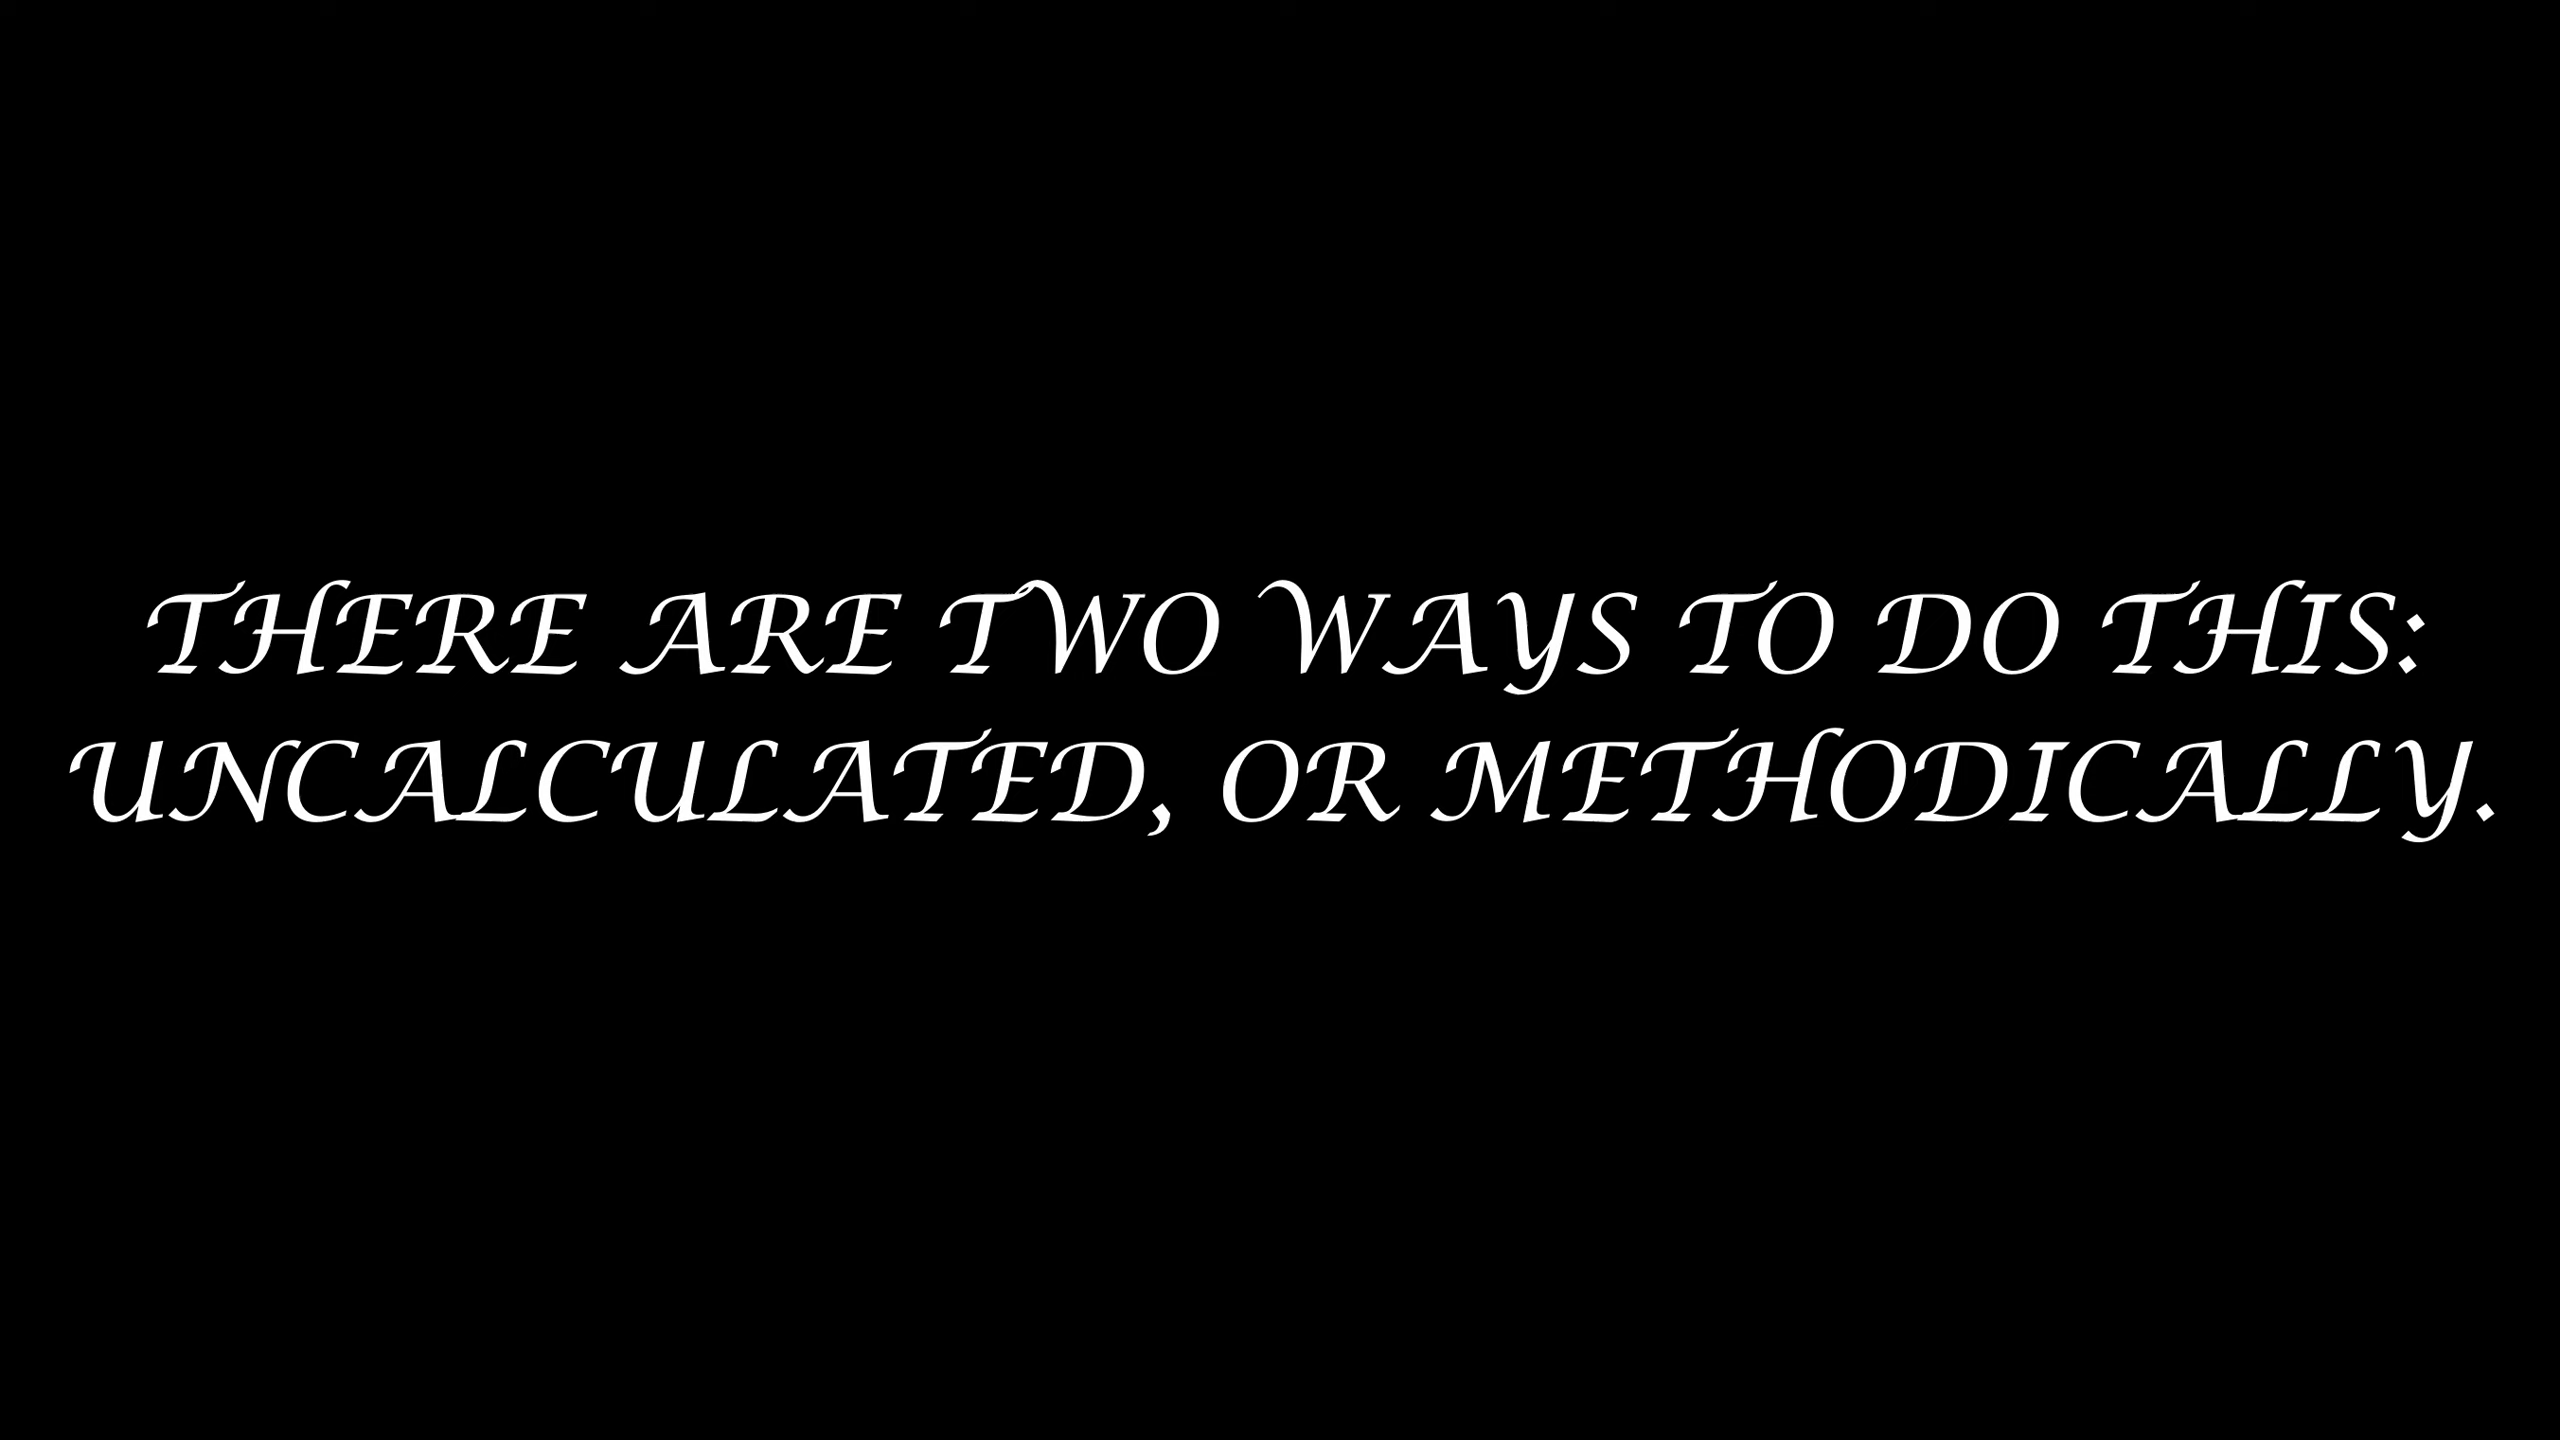 THERE ARE TWO WAYS TO DO THIS:
UNCALCULATED, OR METHODICALLY.